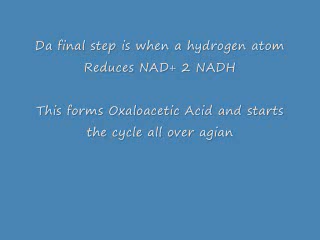 Da final step is when a hydrogen atom
Reduces NAD+ 2 NADH
This forms Oxaloacetic Acid and starts
the cycle all over agian